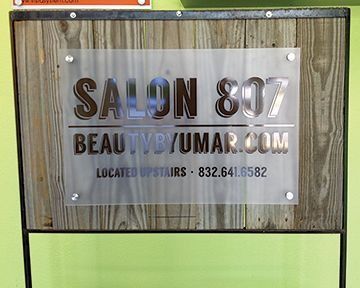 SALON 807
BEAUTYBYUMAR.COM
LOCATED UPSTAIRS · 832.641.6582